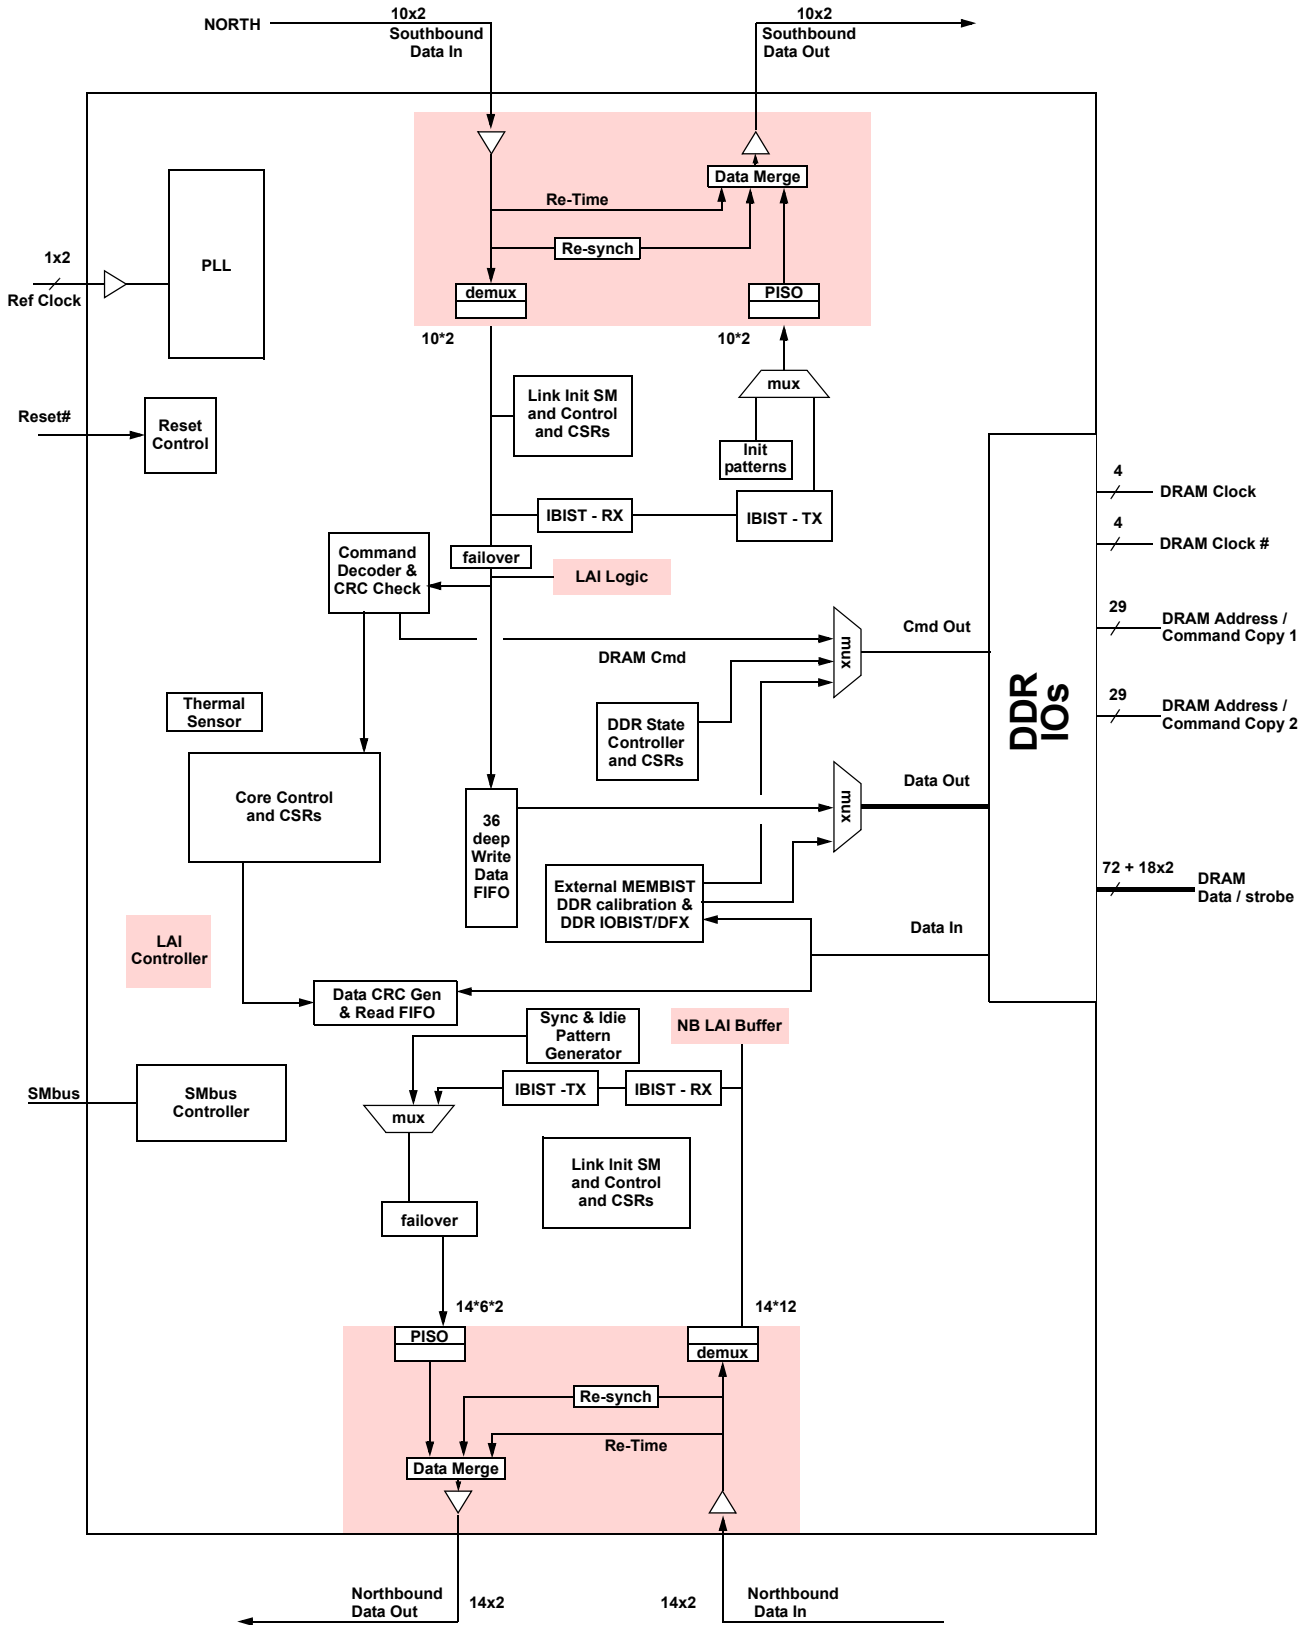 NORTH
10x2
Southbound
Data In
10x2
Southbound
Data Out
Data Merge
Re-Time
Re-synch
demux
PISO
10*2
10*2
PLL
1x2
Ref Clock
mux
Link Init SM
and Control
and CSRs
Init
patterns
Reset#
Reset
Control
IBIST - RX
IBIST - TX
failover
Command
Decoder &
CRC Check
LAI Logic
DRAM Cmd
mux
Cmd Out
DDR
IOs
4
DRAM Clock
4
DRAM Clock #
29
DRAM Address /
Command Copy 1
29
DRAM Address /
Command Copy 2
Thermal
Sensor
DDR State
Controller
and CSRs
Core Control
and CSRs
36
deep
Write
Data
FIFO
mux
Data Out
72 + 18x2
DRAM
Data / strobe
External MEMBIST
DDR calibration &
DDR IOBIST/DFX
Data In
LAI
Controller
Data CRC Gen
& Read FIFO
Sync & Idie
Pattern
Generator
NB LAI Buffer
SMbus
SMbus
Controller
IBIST -TX
IBIST - RX
mux
Link Init SM
and Control
and CSRs
failover
14*6*2
14*12
PISO
demux
Re-synch
Re-Time
Data Merge
Northbound
Data Out
14x2
14x2
Northbound
Data In